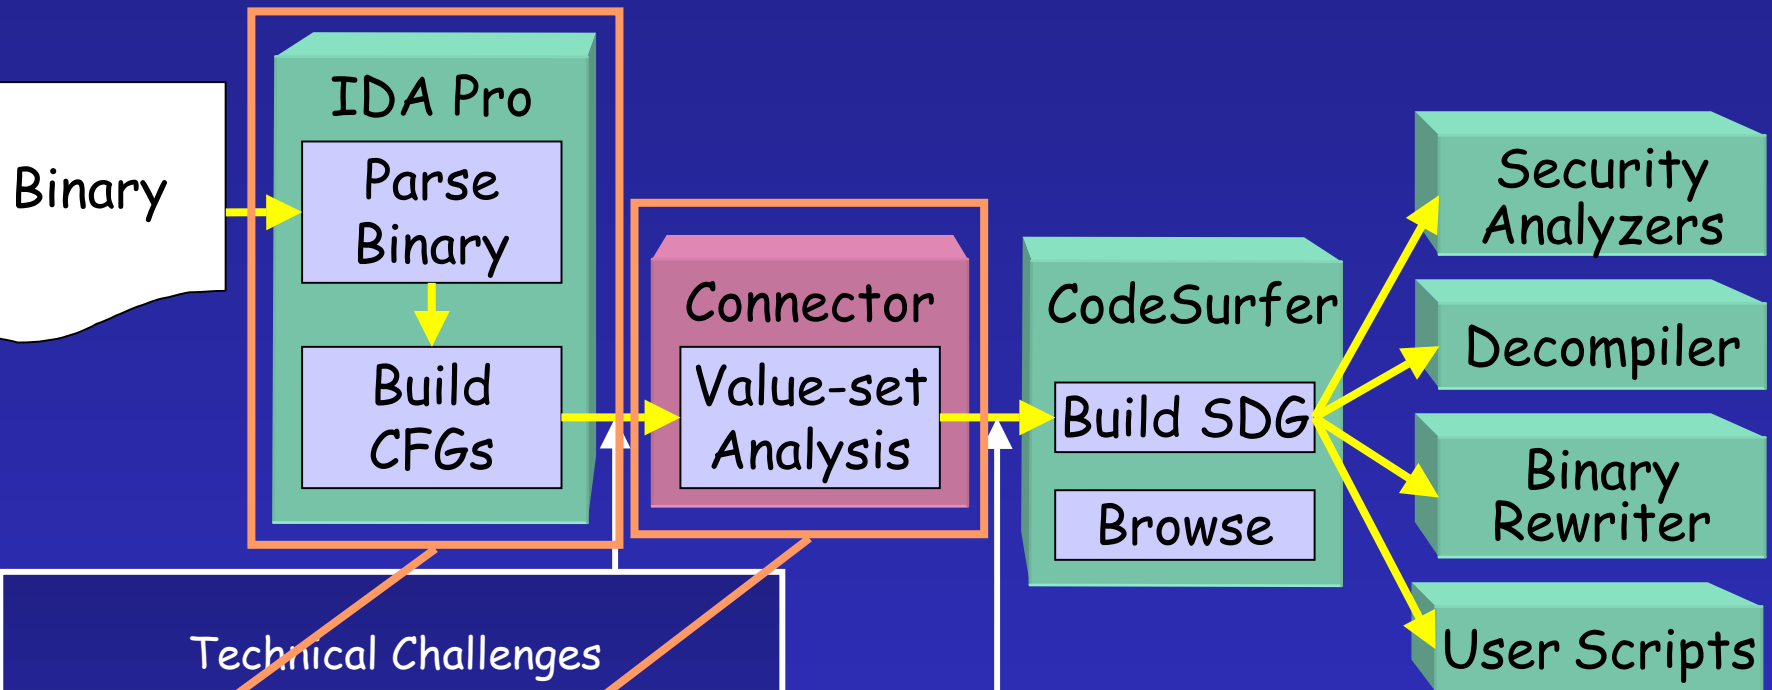 Binary
IDA Pro
Parse
Binary
Build
CFGs
Connector
Value-set
Analysis
CodeSurfer
Build SDG
Browse
Security
Analyzers
Decompiler
Binary
Rewriter
User Scripts
Technical Challenges